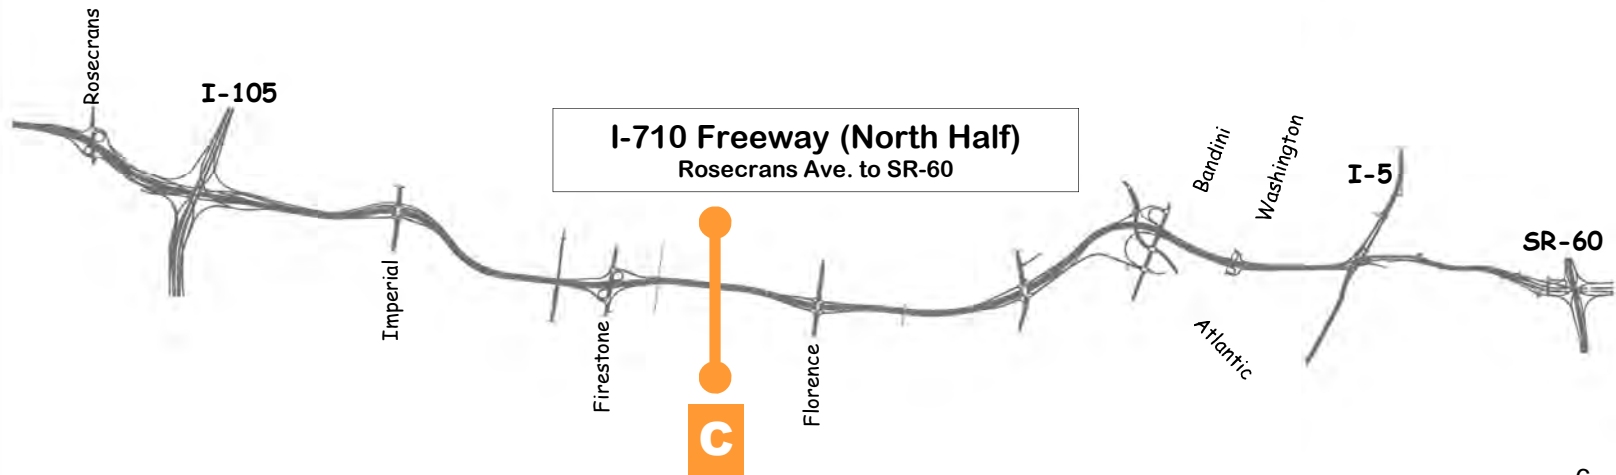 Rosecrans
I-105
I-710 Freeway (North Half)
Rosecrans Ave. to SR-60
Bandini
Washington
I-5
SR-60
Imperial
Firestone
Florence
Atlantic
C